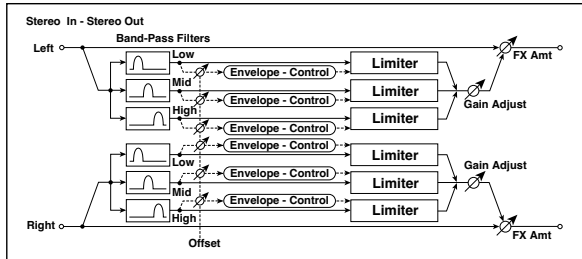 Stereo In - Stereo Out
Band-Pass Filters
Left
Low
Limiter
FX Amt
Envelope - Control
Mid
Limiter
Envelope - Control
Gain Adjust
High
Limiter
Envelope - Control
Envelope - Control
Low
Limiter
Gain Adjust
Envelope - Control
Mid
Limiter
Envelope - Control
High
Limiter
Right
FX Amt
Offset